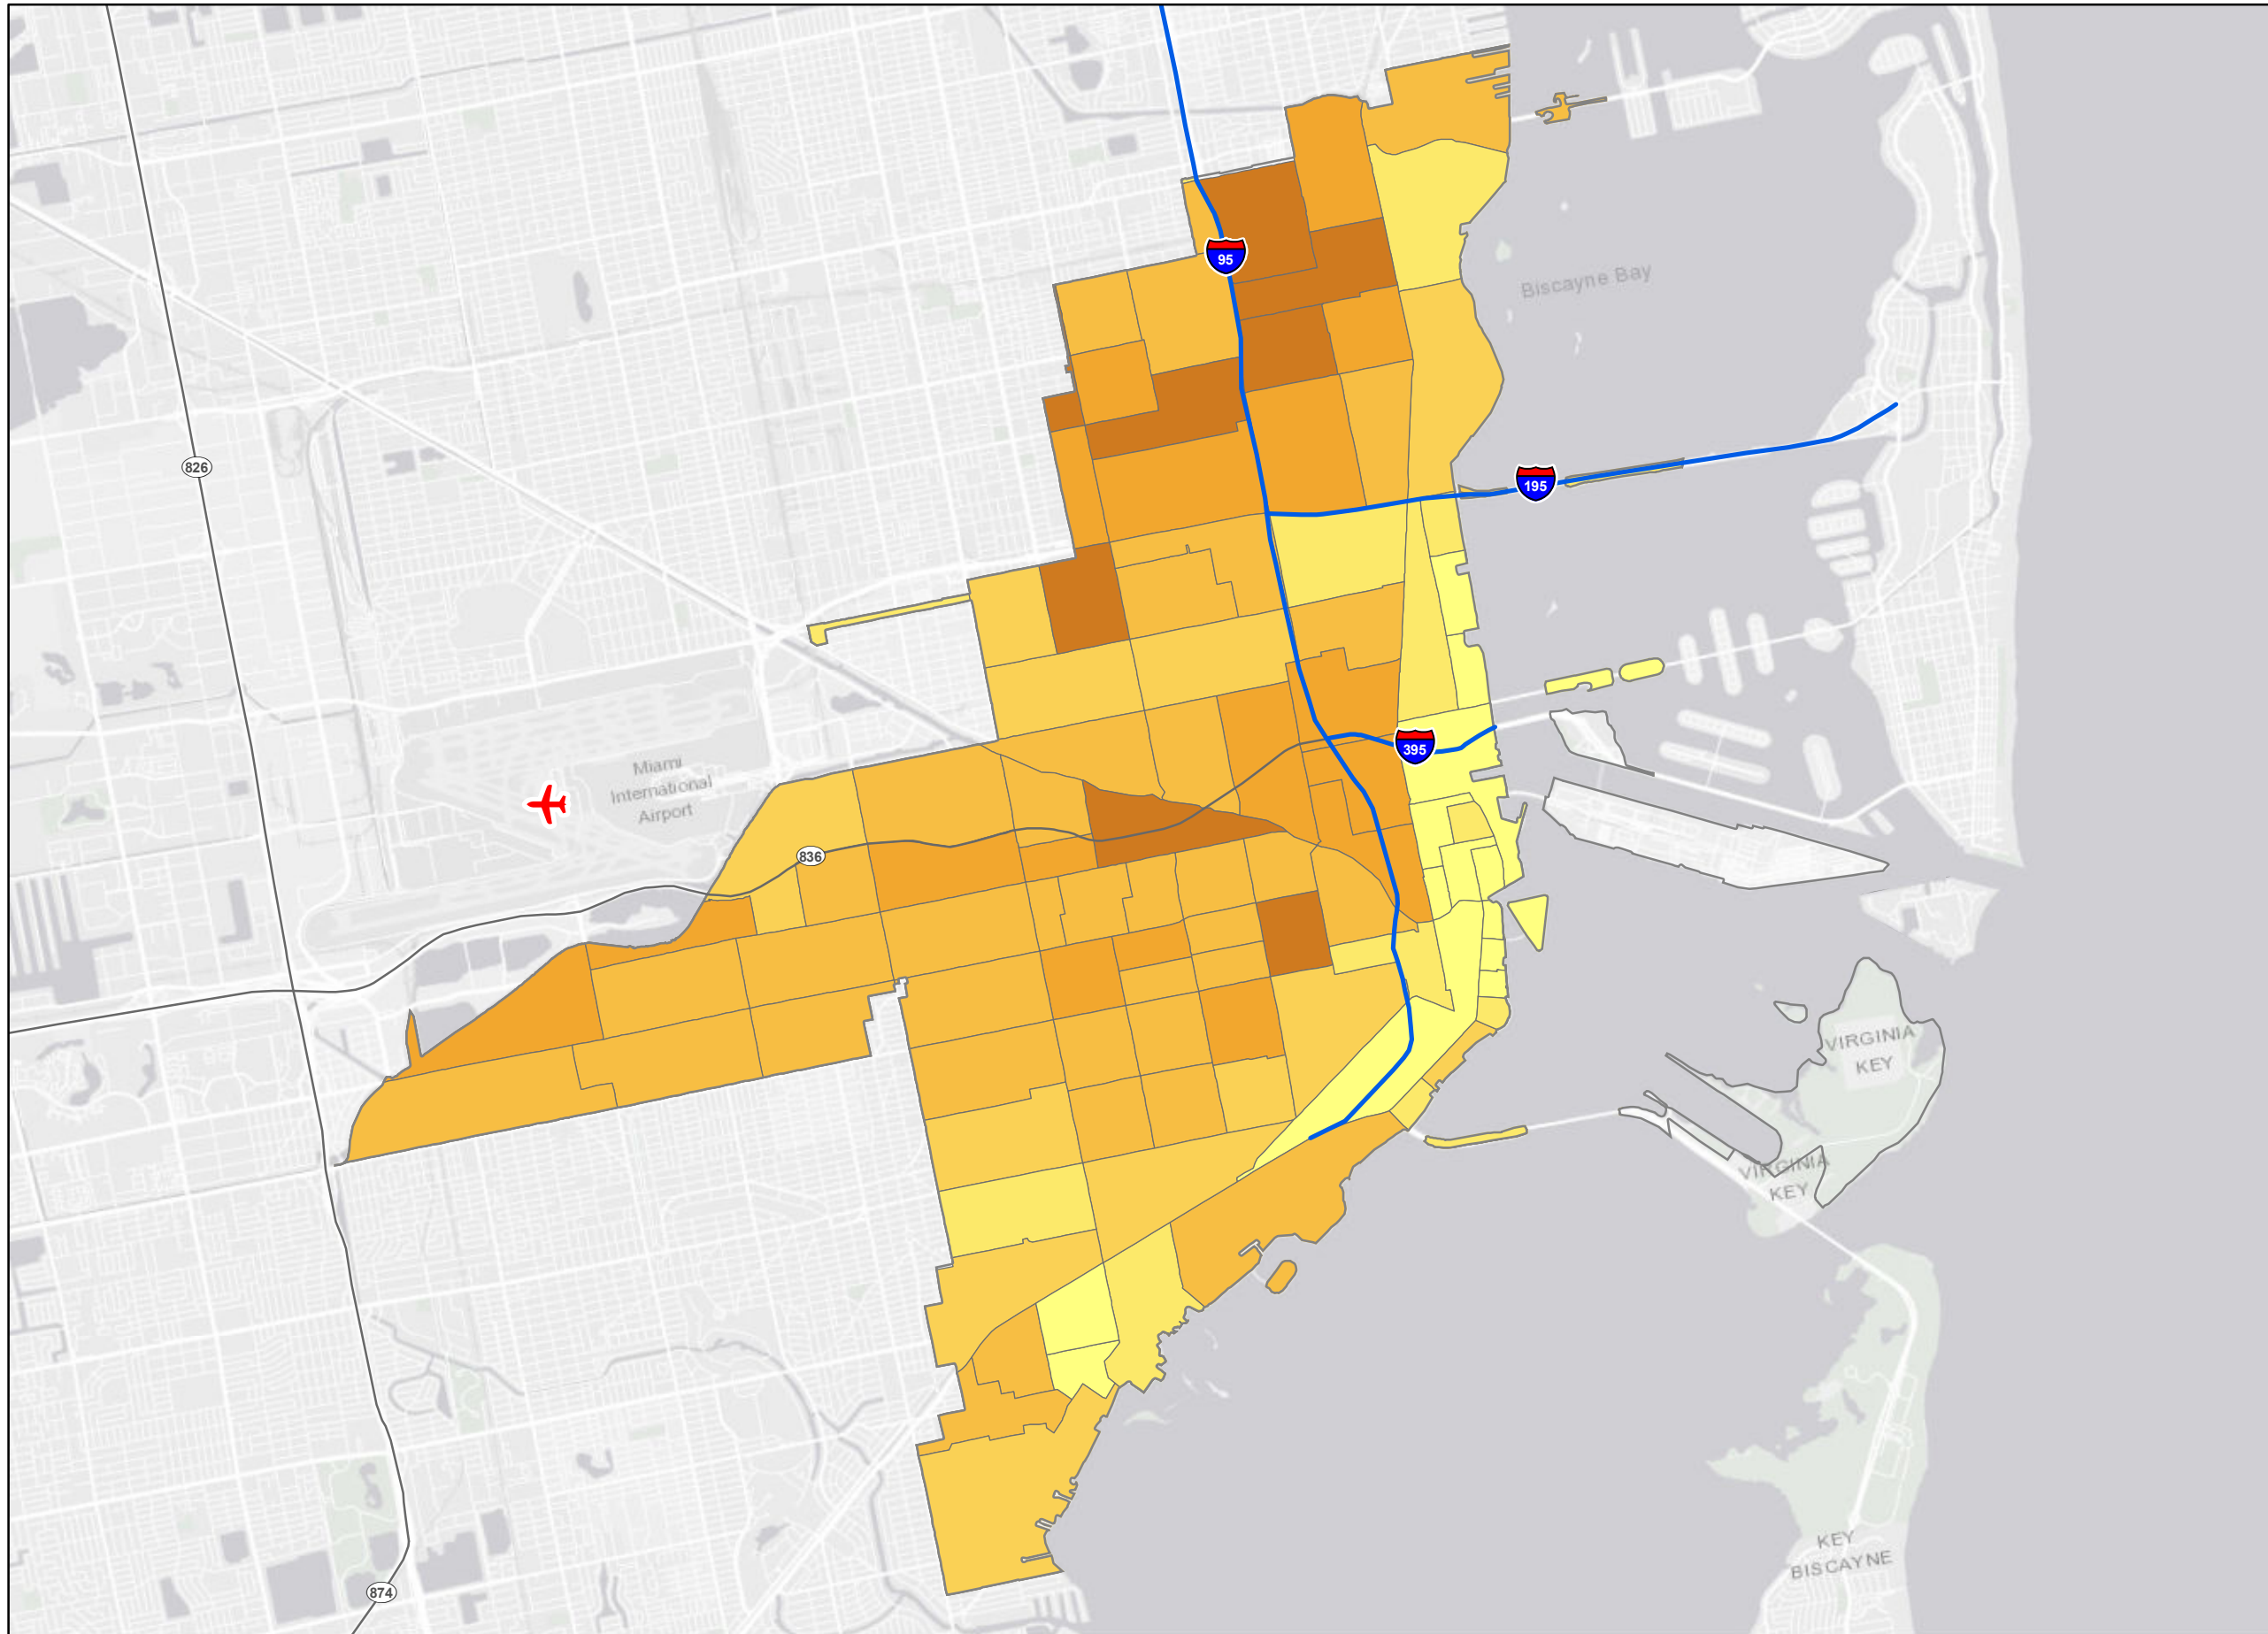 95
Biscayne Bay
826
195
395
Miami
International
Airport
836
VIRGINIA
KEY
VIRGINIA
KEY
KEY
BISCAYNE
874